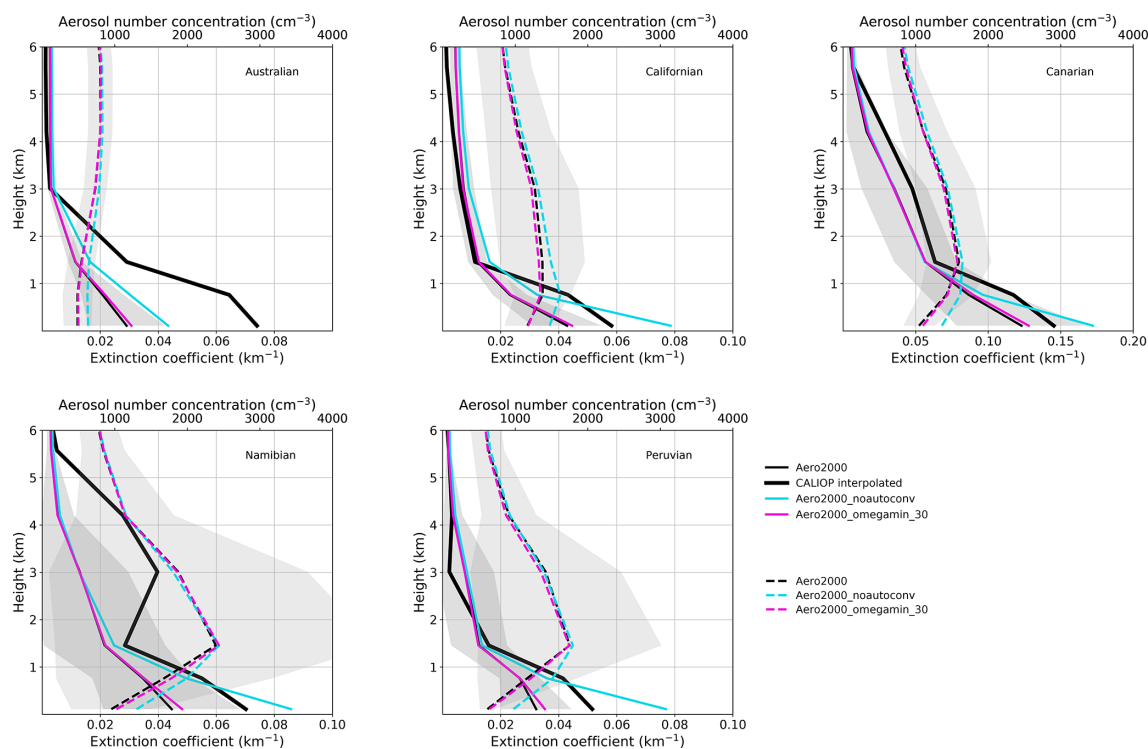 Aerosol number concentration (cm⁻³)
1000 2000 3000 4000
6
5
4
3
2
1
Height (km)
Australian
0.02 0.04 0.06 0.08
Extinction coefficient (km⁻¹)
Aerosol number concentration (cm⁻³)
1000 2000 3000 4000
6
5
4
3
2
1
Height (km)
Californian
0.02 0.04 0.06 0.08
Extinction coefficient (km⁻¹)
Aerosol number concentration (cm⁻³)
1000 2000 3000 4000
6
5
4
3
2
1
Height (km)
Canarian
0.05 0.10 0.15 0.20
Extinction coefficient (km⁻¹)
Aerosol number concentration (cm⁻³)
1000 2000 3000 4000
6
5
4
3
2
1
Height (km)
Namibian
0.02 0.04 0.06 0.08 0.10
Extinction coefficient (km⁻¹)
Aerosol number concentration (cm⁻³)
1000 2000 3000 4000
6
5
4
3
2
1
Height (km)
Peruvian
0.02 0.04 0.06 0.08
Extinction coefficient (km⁻¹)
Aero2000
CALIOP interpolated
Aero2000_noautoconv
Aero2000_omegamin_30
Aero2000
Aero2000_noautoconv
Aero2000_omegamin_30